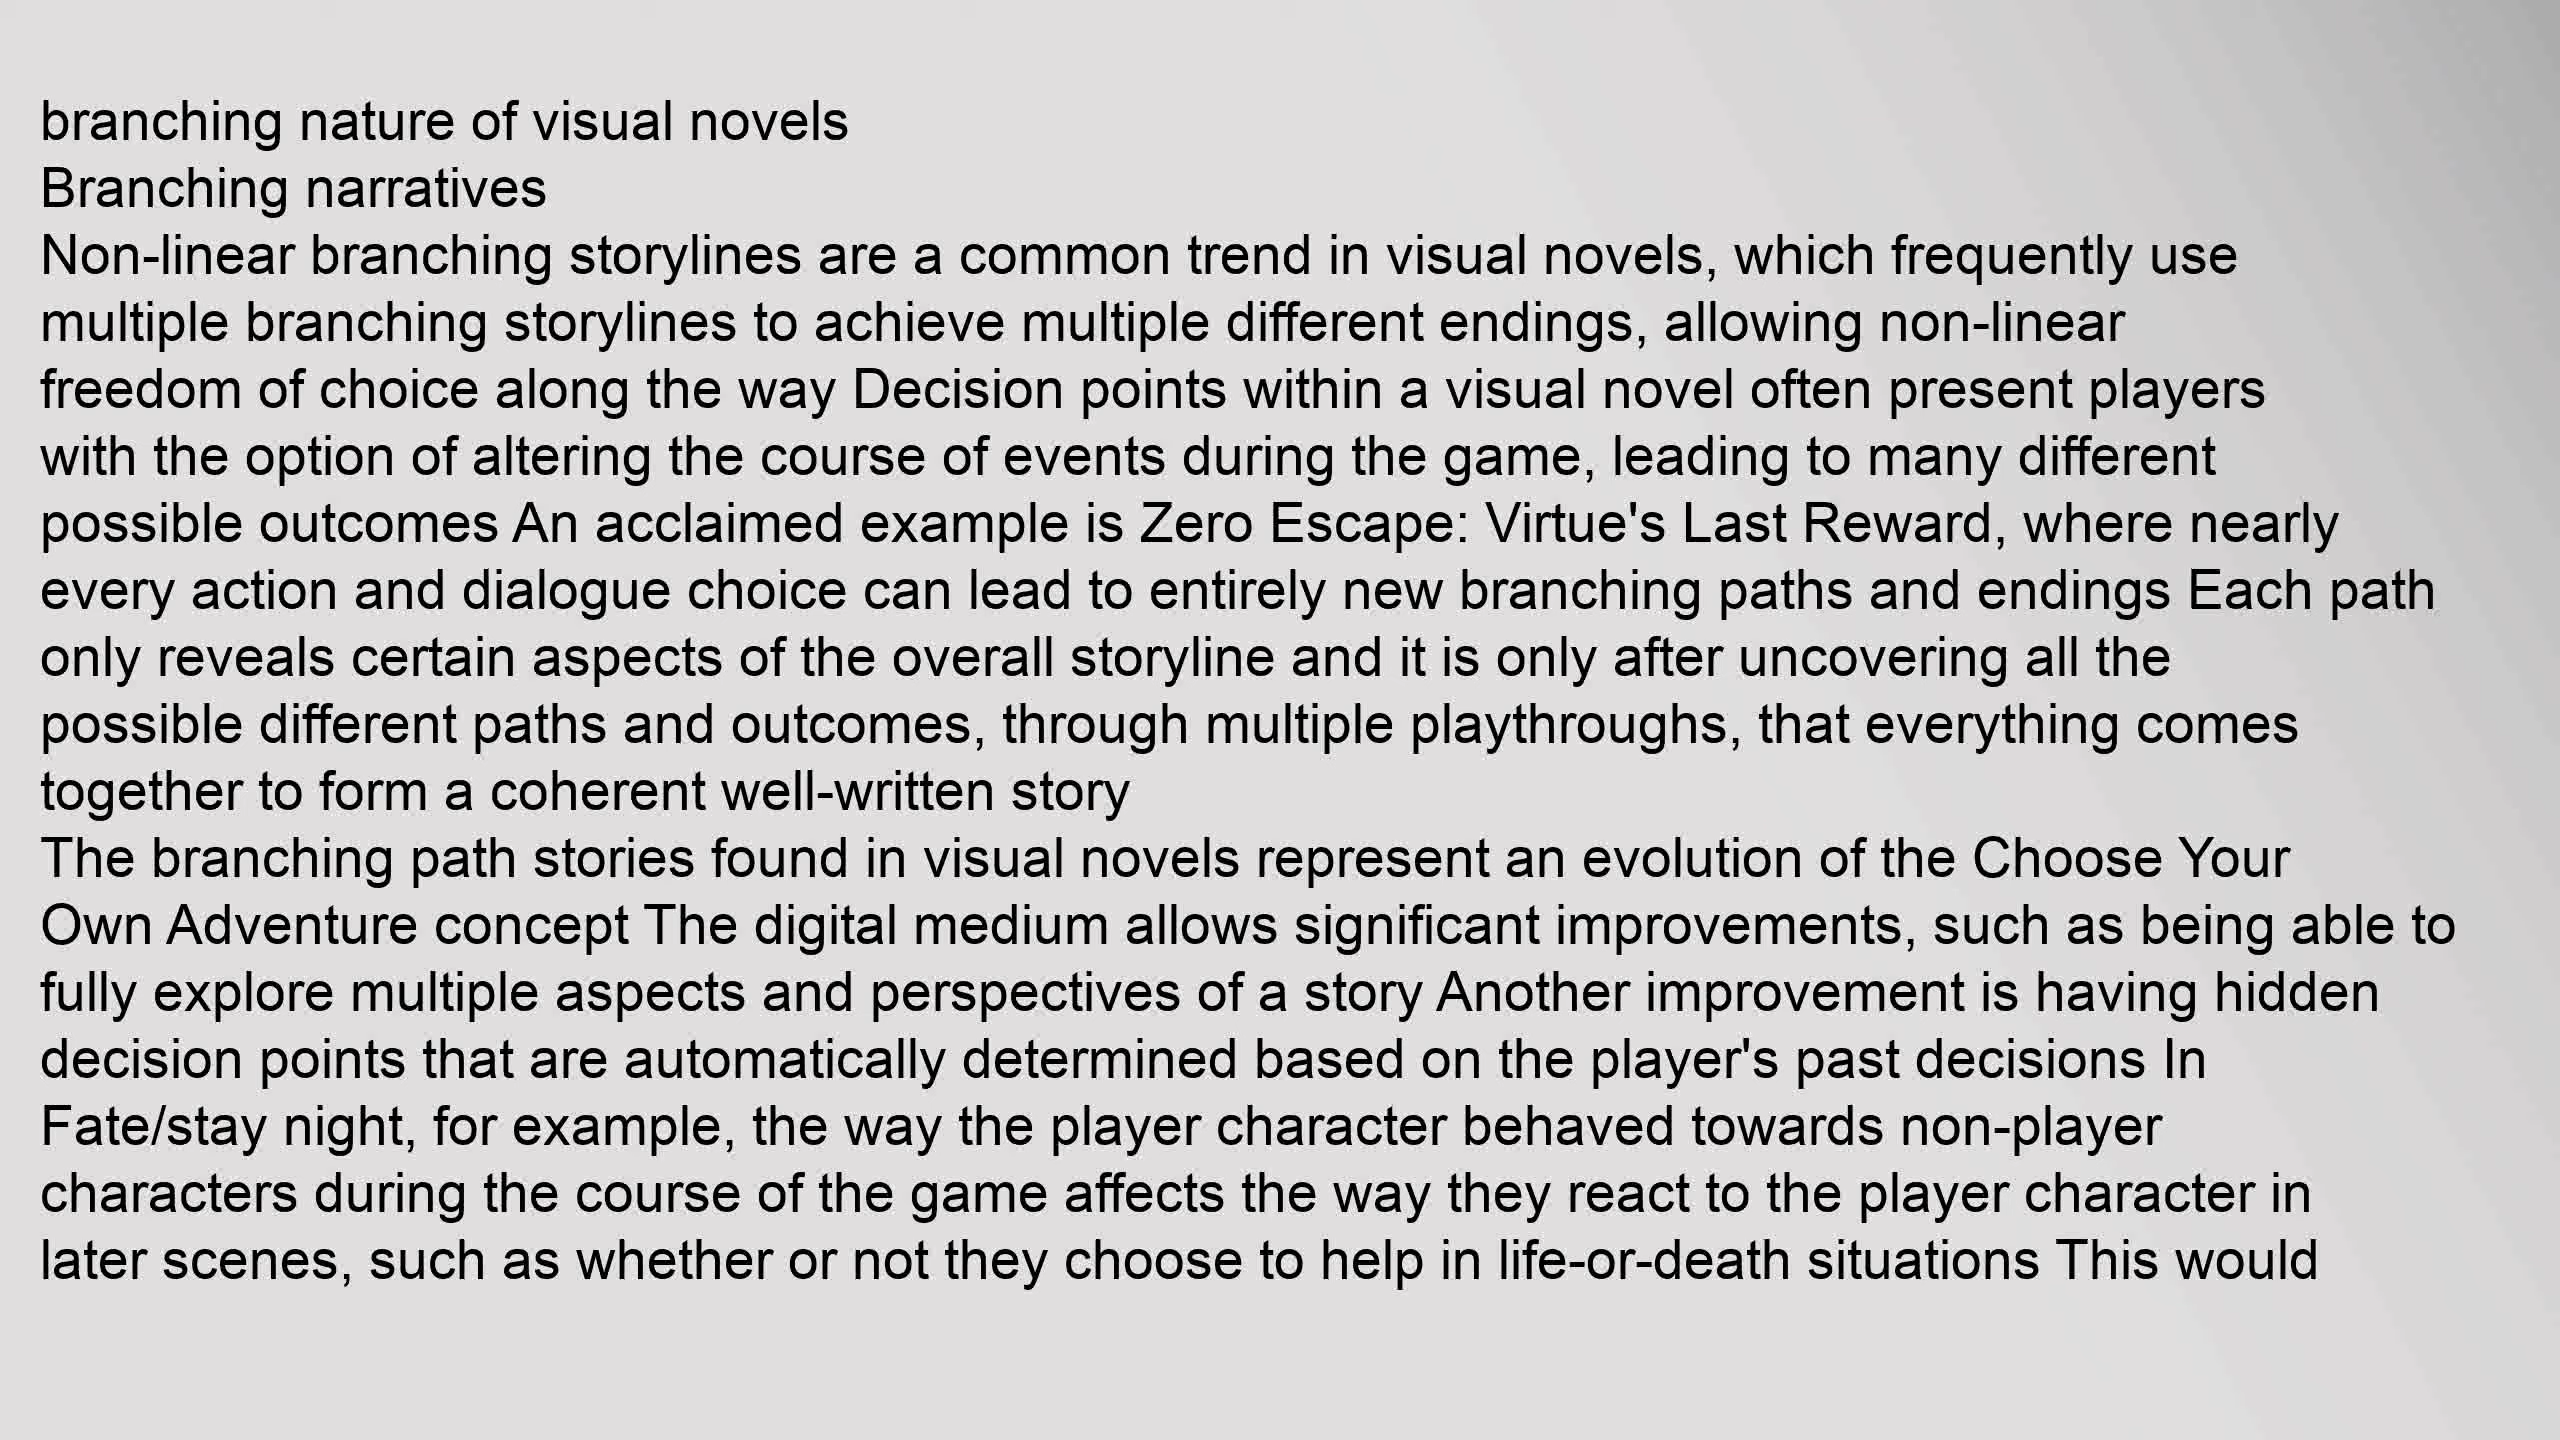 branching nature of visual novels
Branching narratives
Non-linear branching storylines are a common trend in visual novels, which frequently use
multiple branching storylines to achieve multiple different endings, allowing non-linear
freedom of choice along the way Decision points within a visual novel often present players
with the option of altering the course of events during the game, leading to many different
possible outcomes An acclaimed example is Zero Escape: Virtue's Last Reward, where nearly
every action and dialogue choice can lead to entirely new branching paths and endings Each path
only reveals certain aspects of the overall storyline and it is only after uncovering all the
possible different paths and outcomes, through multiple playthroughs, that everything comes
together to form a coherent well-written story
The branching path stories found in visual novels represent an evolution of the Choose Your
Own Adventure concept The digital medium allows significant improvements, such as being able to
fully explore multiple aspects and perspectives of a story Another improvement is having hidden
decision points that are automatically determined based on the player's past decisions In
Fate/stay night, for example, the way the player character behaved towards non-player
characters during the course of the game affects the way they react to the player character in
later scenes, such as whether or not they choose to help in life-or-death situations This would